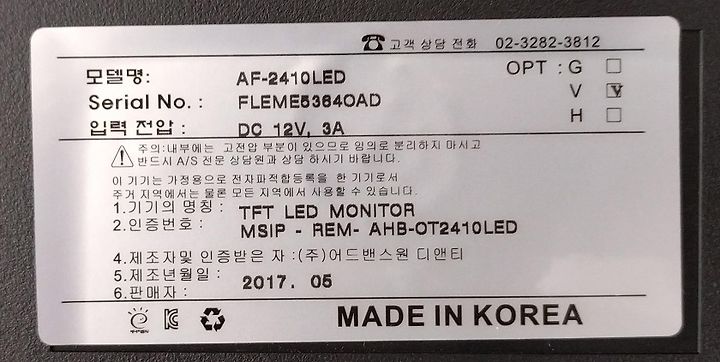 ☎ 고객 상담 전화 02-3282-3812
모델명: AF-2410LED OPT : G ☐
Serial No. : FLEME53640AD V ☑
입력 전압 : DC 12V, 3A H ☐
주의:내부에는 고전압 부분이 있으므로 임의로 분리하지 마시고
반드시 A/S 전문 상담원과 상담 하시기 바랍니다.
이 기기는 가정용으로 전자파적합등록을 한 기기로서
주거 지역에서는 물론 모든 지역에서 사용할 수 있습니다.
1.기기의 명칭 : TFT LED MONITOR
2.인증번호 : MSIP - REM- AHB-OT2410LED
4.제조자및 인증받은 자 :(주)어드밴스원 디앤티
5.제조년월일 : 2017. 05
6.판매자 :
MADE IN KOREA